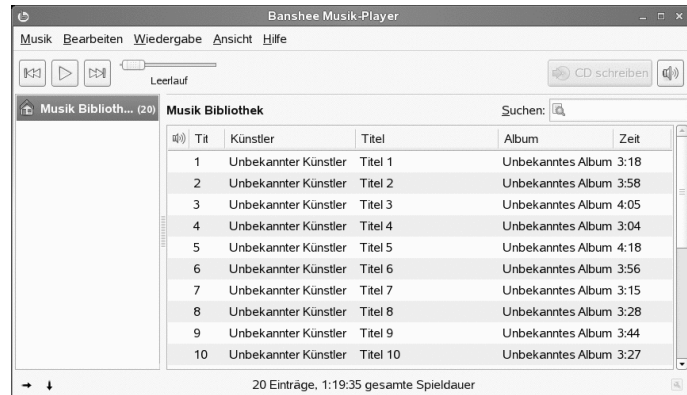 Banshee Musik-Player
Musik Bearbeiten Wiedergabe Ansicht Hilfe
Leerlauf
CD schreiben
Musik Biblioth... (20)
Musik Bibliothek
Suchen:
Tit Künstler Titel Album Zeit
1 Unbekannter Künstler Titel 1 Unbekanntes Album 3:18
2 Unbekannter Künstler Titel 2 Unbekanntes Album 3:58
3 Unbekannter Künstler Titel 3 Unbekanntes Album 4:05
4 Unbekannter Künstler Titel 4 Unbekanntes Album 3:04
5 Unbekannter Künstler Titel 5 Unbekanntes Album 4:18
6 Unbekannter Künstler Titel 6 Unbekanntes Album 3:56
7 Unbekannter Künstler Titel 7 Unbekanntes Album 3:15
8 Unbekannter Künstler Titel 8 Unbekanntes Album 3:28
9 Unbekannter Künstler Titel 9 Unbekanntes Album 3:44
10 Unbekannter Künstler Titel 10 Unbekanntes Album 3:27
20 Einträge, 1:19:35 gesamte Spieldauer